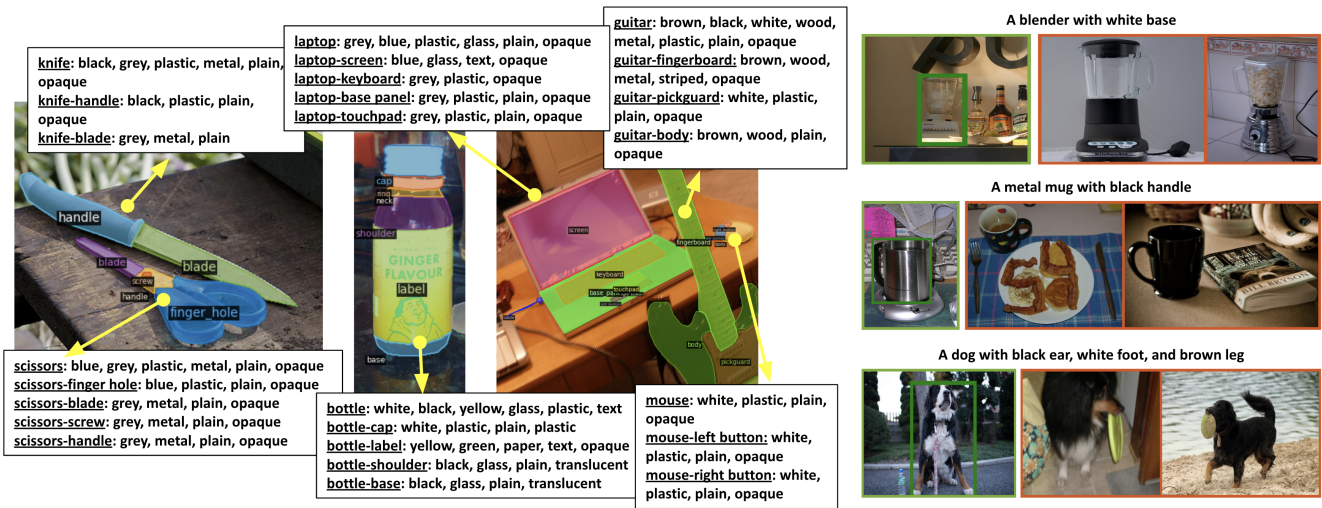 knife: black, grey, plastic, metal, plain,
opaque
knife-handle: black, plastic, plain,
opaque
knife-blade: grey, metal, plain
laptop: grey, blue, plastic, glass, plain, opaque
laptop-screen: blue, glass, text, opaque
laptop-keyboard: grey, plastic, opaque
laptop-base panel: grey, plastic, plain, opaque
laptop-touchpad: grey, plastic, plain, opaque
guitar: brown, black, white, wood,
metal, plastic, plain, opaque
guitar-fingerboard: brown, wood,
metal, striped, opaque
guitar-pickguard: white, plastic,
plain, opaque
guitar-body: brown, wood, plain,
opaque
handle
blade
blade
screw
handle
finger_hole
cap
ring
neck
shoulder
GINGER
FLAVOUR
label
base
screen
keyboard
touchpad
fingerboard
body
pickguard
scissors: blue, grey, plastic, metal, plain, opaque
scissors-finger hole: blue, plastic, plain, opaque
scissors-blade: grey, metal, plain, opaque
scissors-screw: grey, metal, plain, opaque
scissors-handle: grey, metal, plain, opaque
bottle: white, black, yellow, glass, plastic, text
bottle-cap: white, plastic, plain, plastic
bottle-label: yellow, green, paper, text, opaque
bottle-shoulder: black, glass, plain, translucent
bottle-base: black, glass, plain, translucent
mouse: white, plastic, plain,
opaque
mouse-left button: white,
plastic, plain, opaque
mouse-right button: white,
plastic, plain, opaque
A blender with white base
A metal mug with black handle
BILL BRYSON
A dog with black ear, white foot, and brown leg